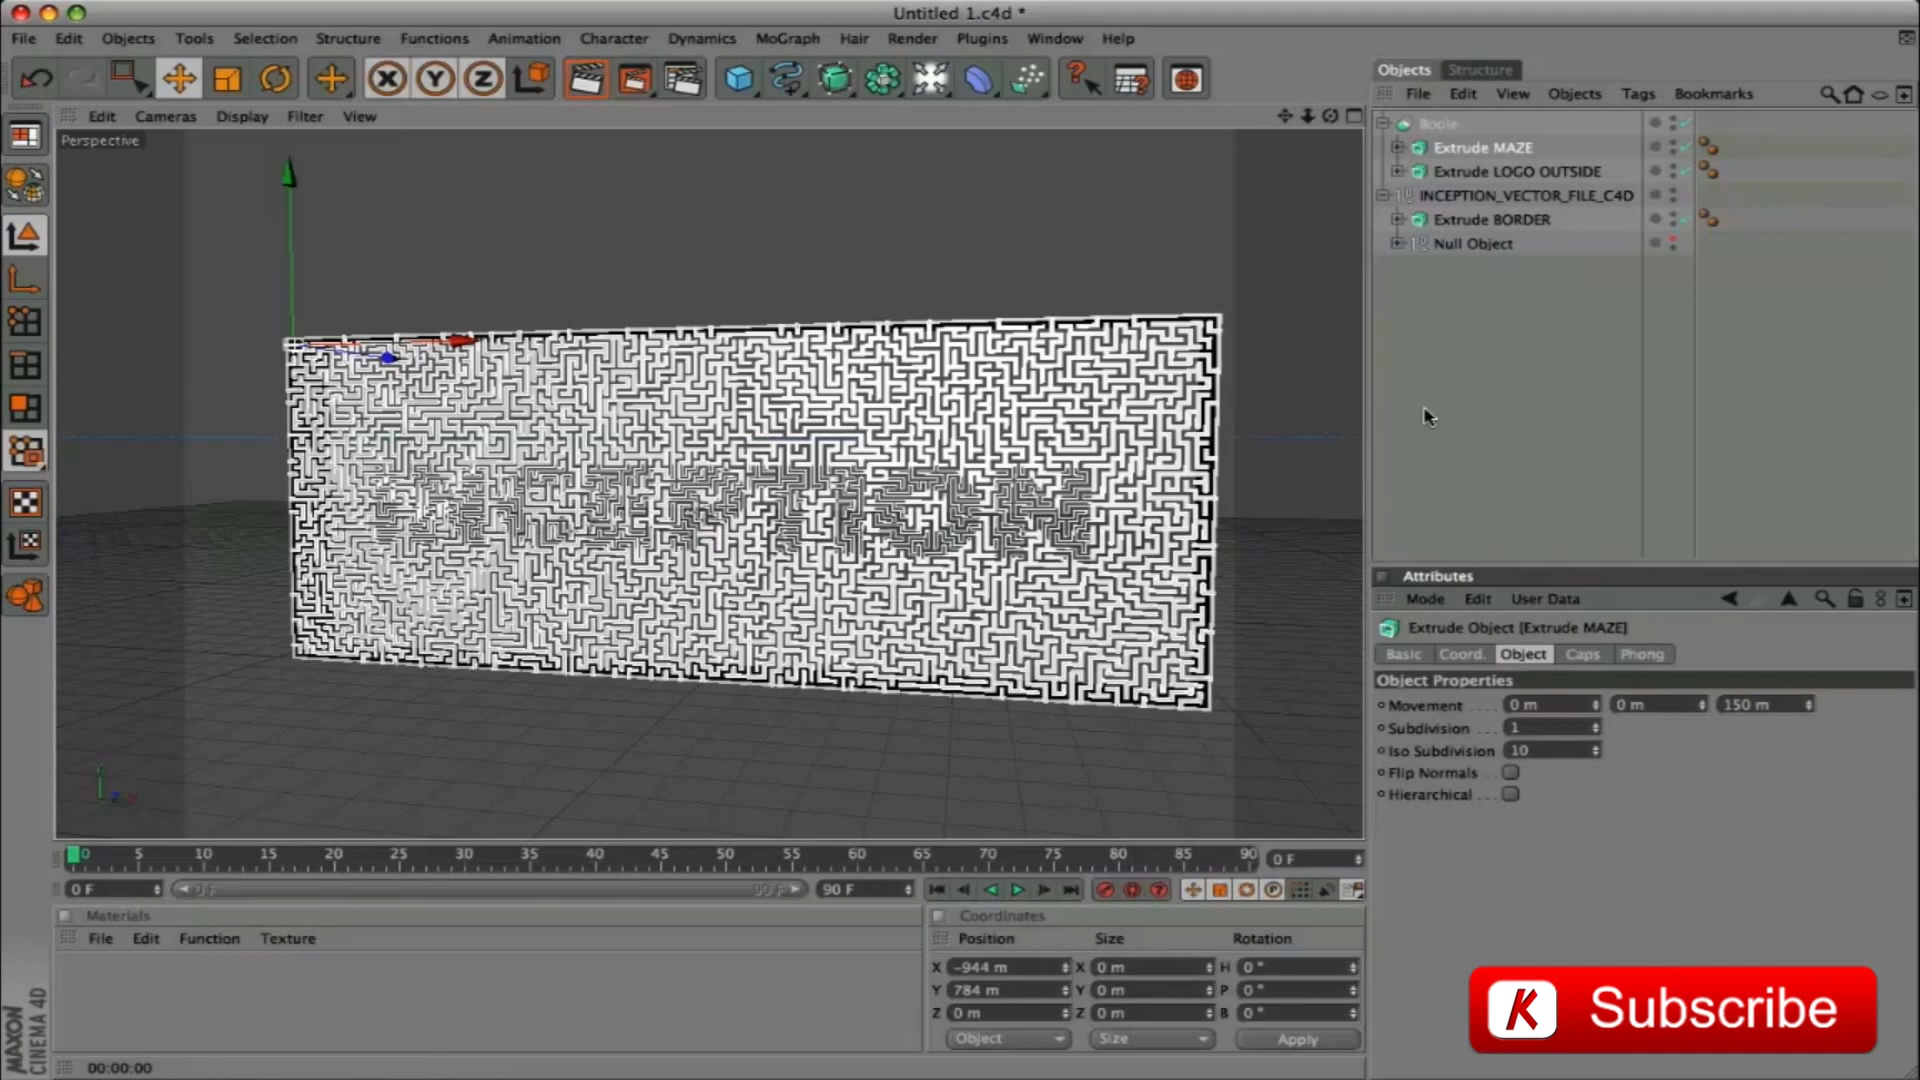 Untitled 1.c4d *
File Edit Objects Tools Selection Structure Functions Animation Character Dynamics MoGraph Hair Render Plugins Window Help
X Y Z
Objects Structure
File Edit View Objects Tags Bookmarks
Edit Cameras Display Filter View
Perspective
Boole
Extrude MAZE
Extrude LOGO OUTSIDE
INCEPTION_VECTOR_FILE_C4D
Extrude BORDER
Null Object
Attributes
Mode Edit User Data
Extrude Object [Extrude MAZE]
Basic Coord. Object Caps Phong
Object Properties
Movement 0 m 0 m 150 m
Subdivision 1
Iso Subdivision 10
Flip Normals
Hierarchical
0 5 10 15 20 25 30 35 40 45 50 55 60 65 70 75 80 85 90 0 F
0 F 0 F 90 F 90 F
Materials
File Edit Function Texture
Coordinates
Position Size Rotation
X -944 m X 0 m H 0 °
Y 784 m Y 0 m P 0 °
Z 0 m Z 0 m B 0 °
Object Size Apply
MAXON
CINEMA 4D
00:00:00
K Subscribe